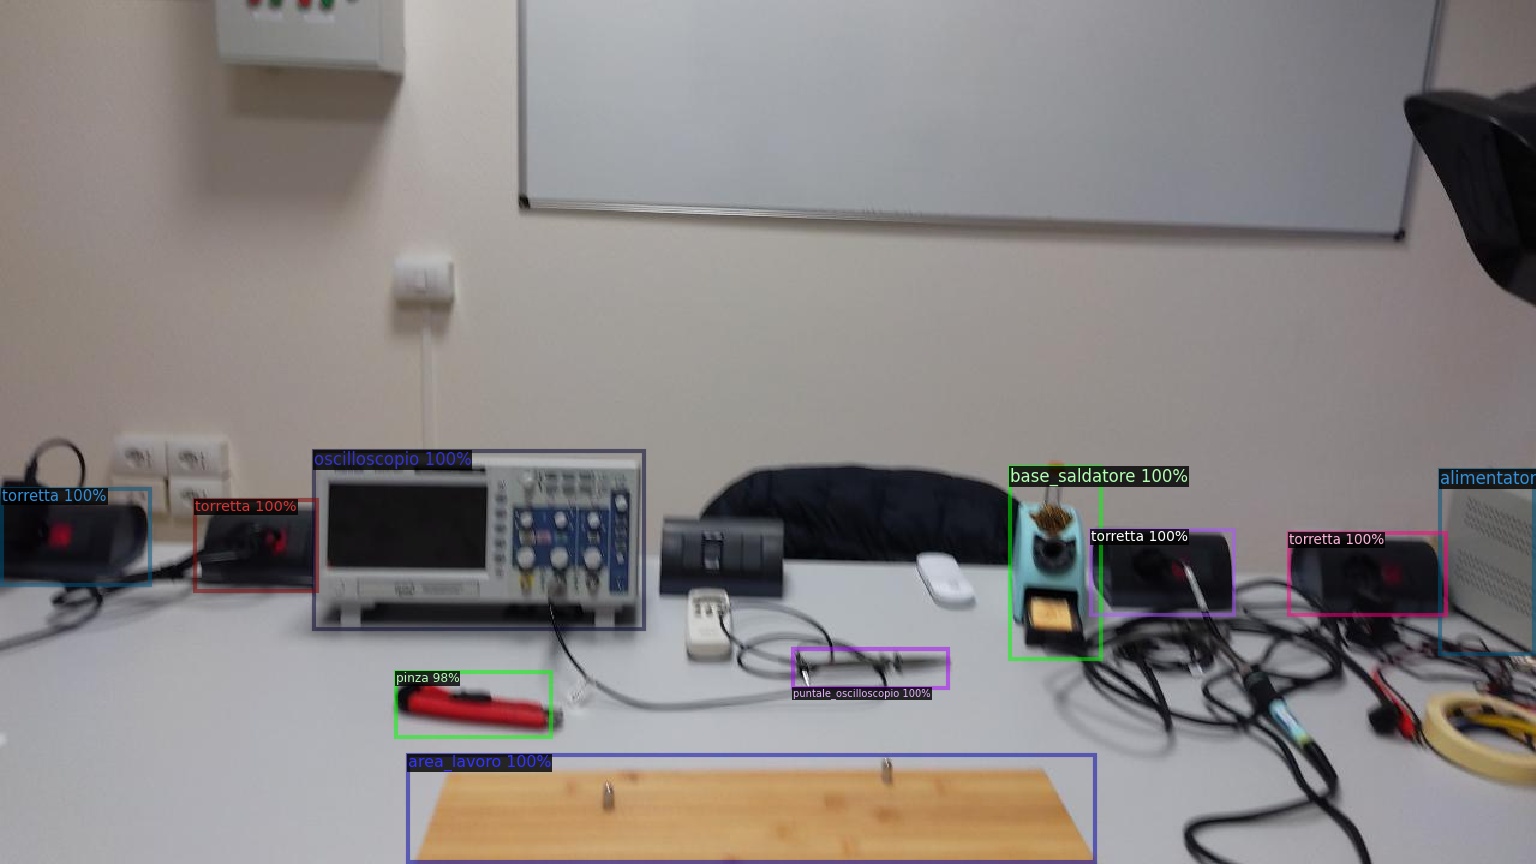 oscilloscopio 100%
base_saldatore 100%
alimentator
torretta 100%
torretta 100%
torretta 100%
torretta 100%
pinza 98%
puntale_oscilloscopio 100%
area_lavoro 100%